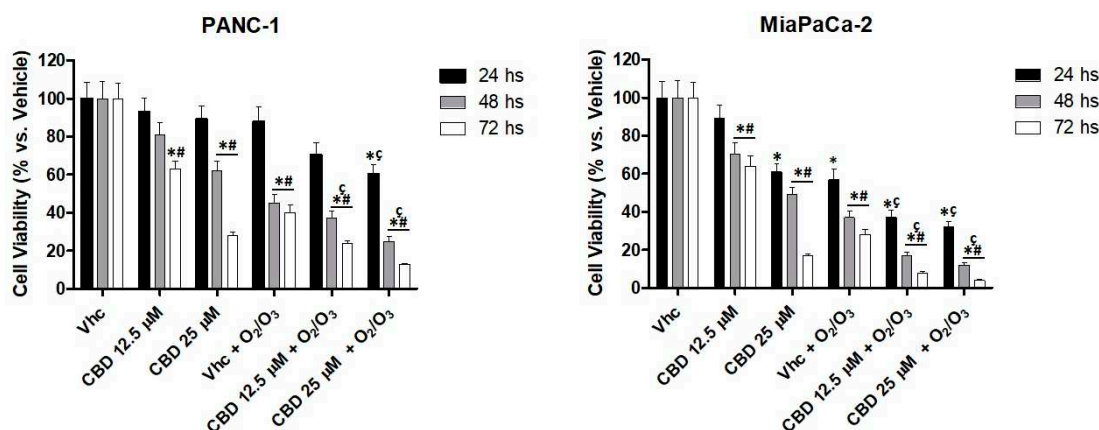 PANC-1
Cell Viability (% vs. Vehicle)
120
100
80
60
40
20
0
*#
*#
*#
ç
*#
*ç
ç
*#
24 hs
48 hs
72 hs
Vhc
CBD 12.5 µM
CBD 25 µM
Vhc + O₂/O₃
CBD 12.5 µM + O₂/O₃
CBD 25 µM + O₂/O₃
MiaPaCa-2
Cell Viability (% vs. Vehicle)
120
100
80
60
40
20
0
*#
*
*#
*
*#
*ç
ç
*#
*ç
ç
*#
24 hs
48 hs
72 hs
Vhc
CBD 12.5 µM
CBD 25 µM
Vhc + O₂/O₃
CBD 12.5 µM + O₂/O₃
CBD 25 µM + O₂/O₃